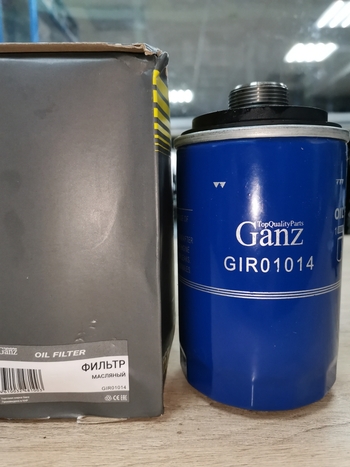 Ganz
OIL FILTER
ФИЛЬТР
МАСЛЯНЫЙ
GIR01014
TopQualityParts
Ganz
GIR01014